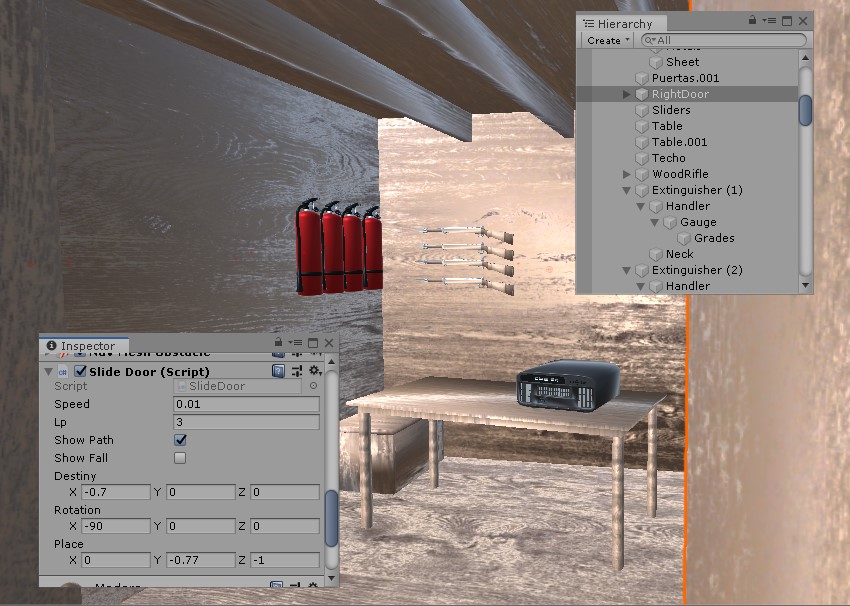 Hierarchy
Create
All
Sheet
Puertas.001
RightDoor
Sliders
Table
Table.001
Techo
WoodRifle
Extinguisher (1)
Handler
Gauge
Grades
Neck
Extinguisher (2)
Handler
Inspector
Nav Mesh Obstacle
Slide Door (Script)
Script SlideDoor
Speed 0.01
Lp 3
Show Path
Show Fall
Destiny
X -0.7 Y 0 Z 0
Rotation
X -90 Y 0 Z 0
Place
X 0 Y -0.77 Z -1